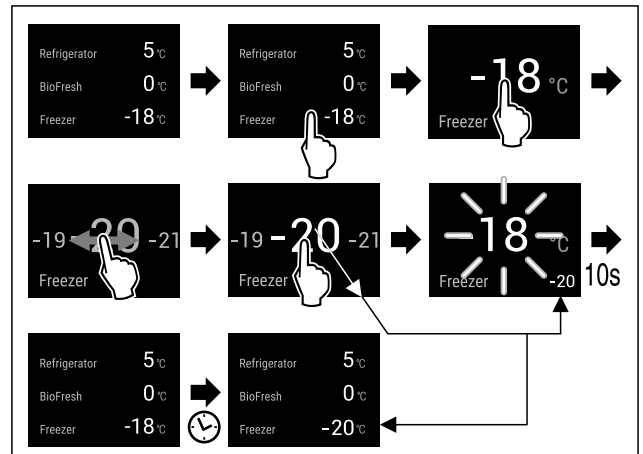 Refrigerator 5 °C
BioFresh 0 °C
Freezer -18 °C
Refrigerator 5 °C
BioFresh 0 °C
Freezer -18 °C
-18 °C
Freezer
-19 -20 -21
Freezer
-19 -20 -21
Freezer
-18 °C
Freezer -20
10s
Refrigerator 5 °C
BioFresh 0 °C
Freezer -18 °C
Refrigerator 5 °C
BioFresh 0 °C
Freezer -20 °C